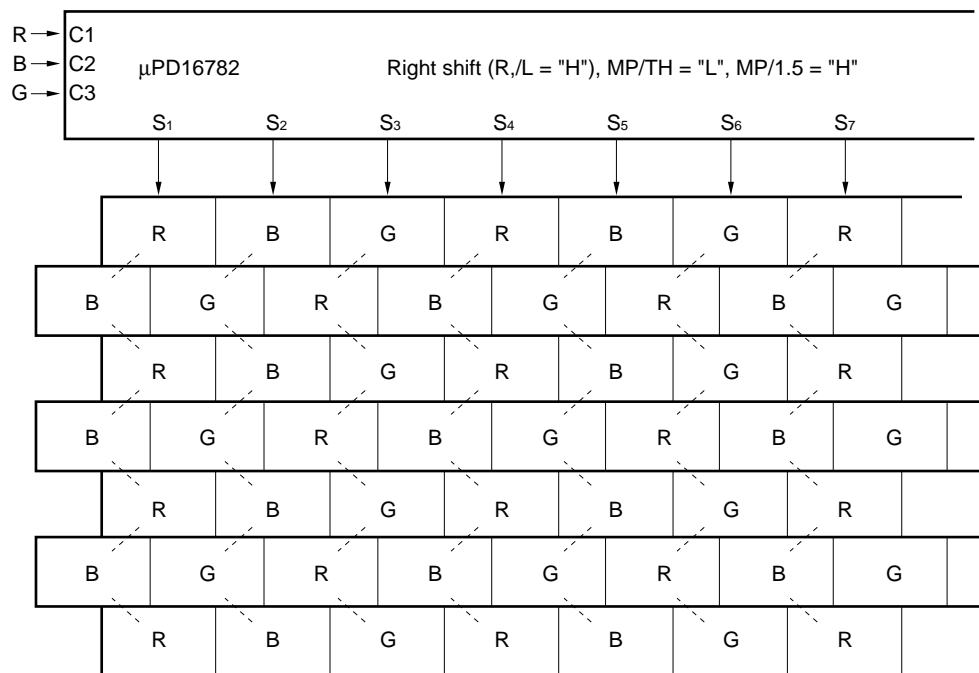 R C1
B C2
G C3
µPD16782 Right shift (R,/L = "H"), MP/TH = "L", MP/1.5 = "H"
S1 S2 S3 S4 S5 S6 S7
R B G R B G R
B G R B G R B G
R B G R B G R
B G R B G R B G
R B G R B G R
B G R B G R B G
R B G R B G R